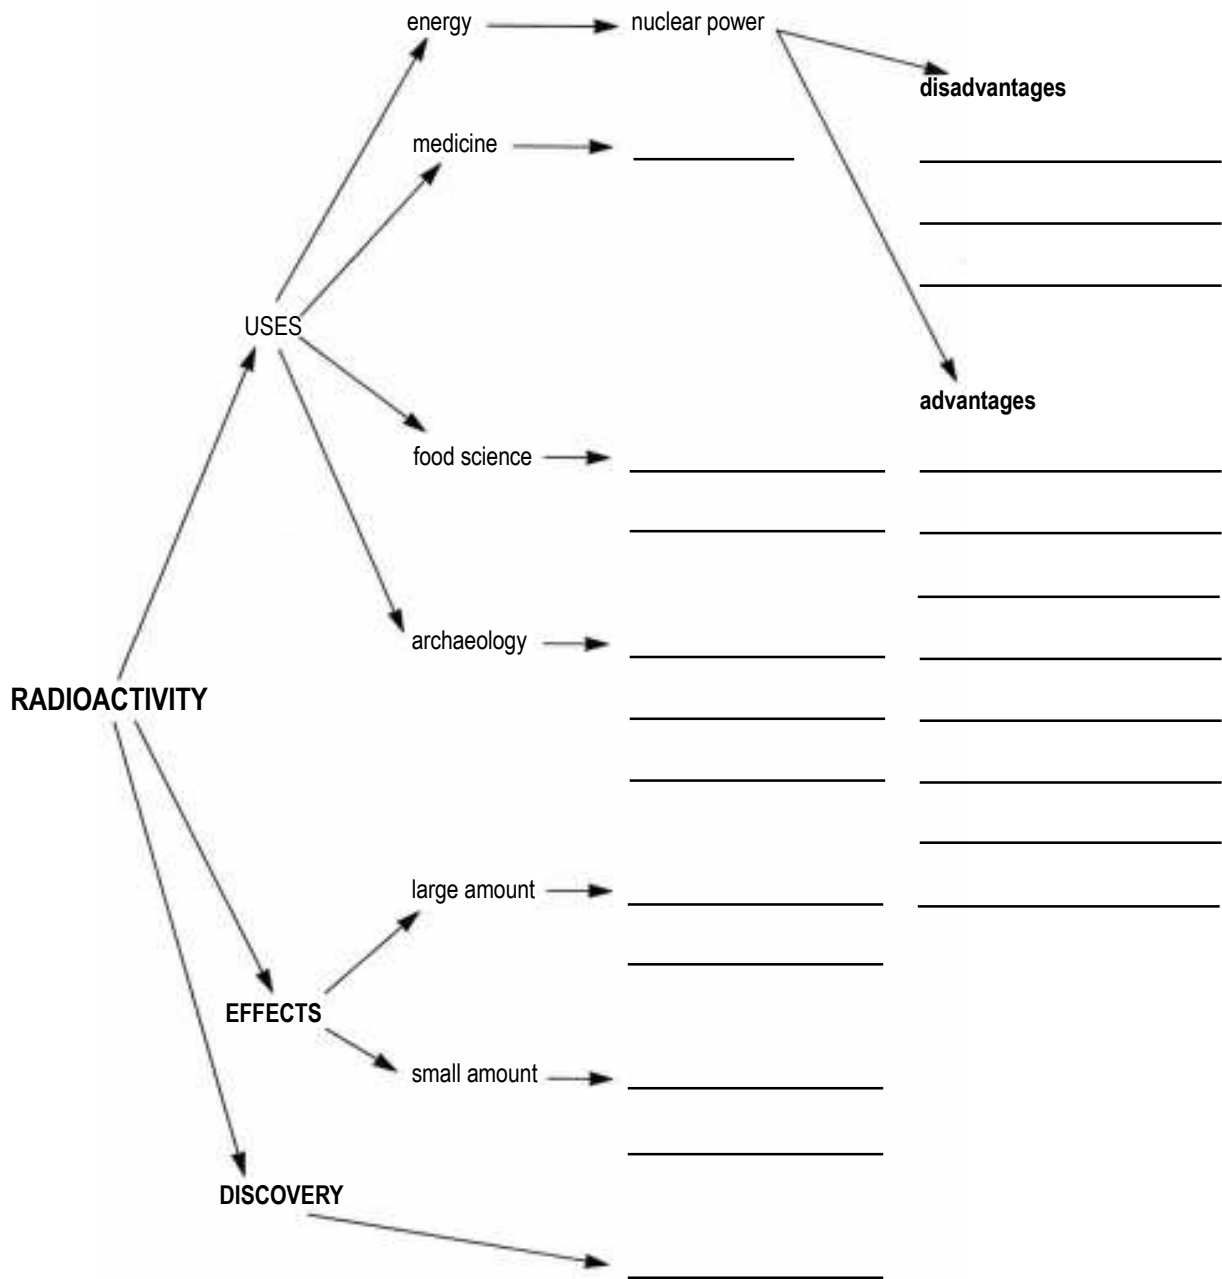 energy
nuclear power
disadvantages
medicine
USES
advantages
food science
archaeology
RADIOACTIVITY
large amount
EFFECTS
small amount
DISCOVERY